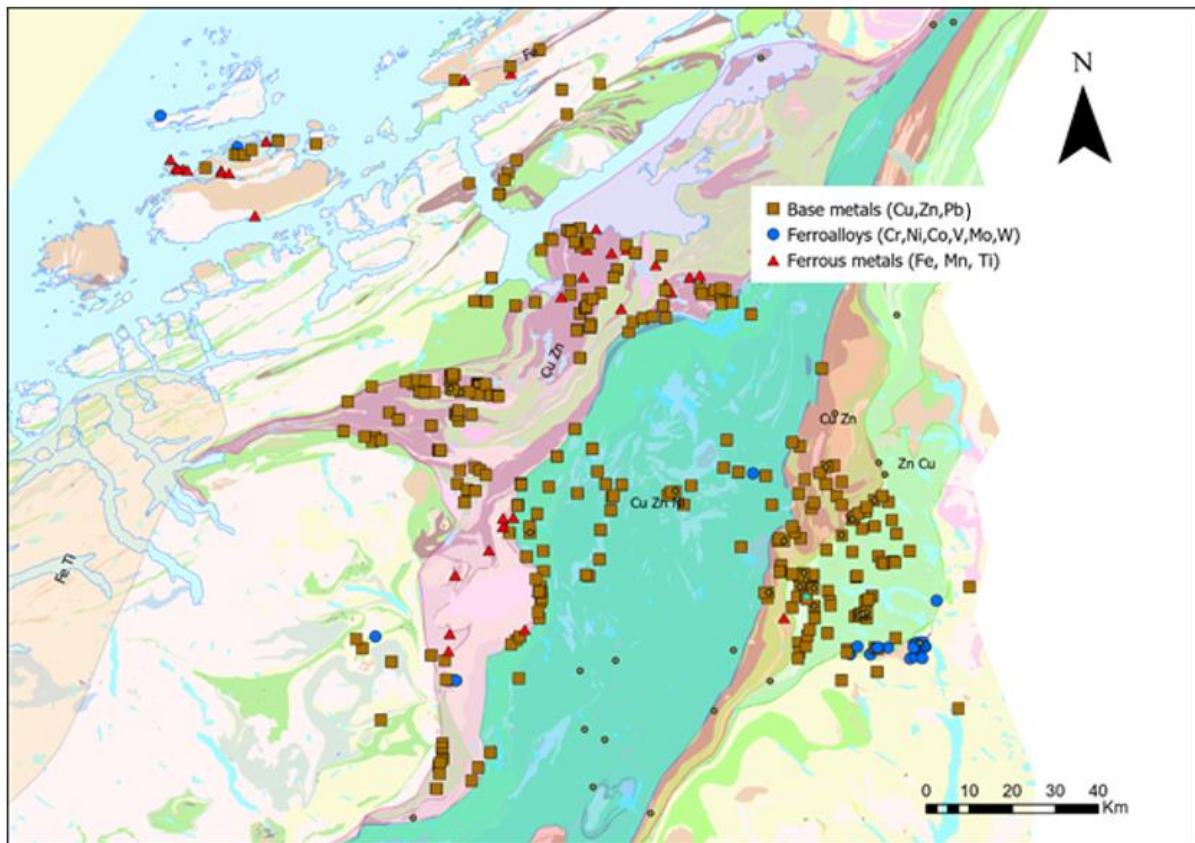 Fe
N
Base metals (Cu,Zn,Pb)
Ferroalloys (Cr,Ni,Co,V,Mo,W)
Ferrous metals (Fe, Mn, Ti)
Cu Zn
Cu Zn
Zn Cu
Cu Zn Ni
Fe Ti
0 10 20 30 40
Km